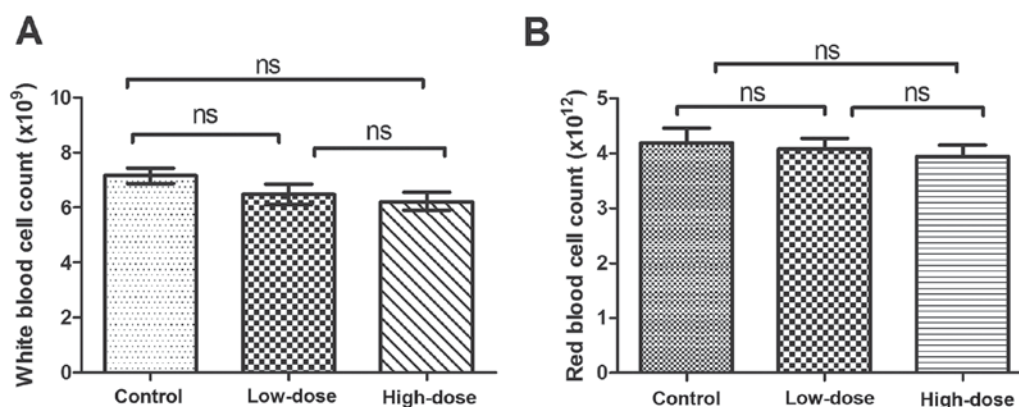 A
White blood cell count (x10⁹)
10
8
6
4
2
0
ns
ns
ns
Control
Low-dose
High-dose
B
Red blood cell count (x10¹²)
5
4
3
2
1
0
ns
ns
ns
Control
Low-dose
High-dose